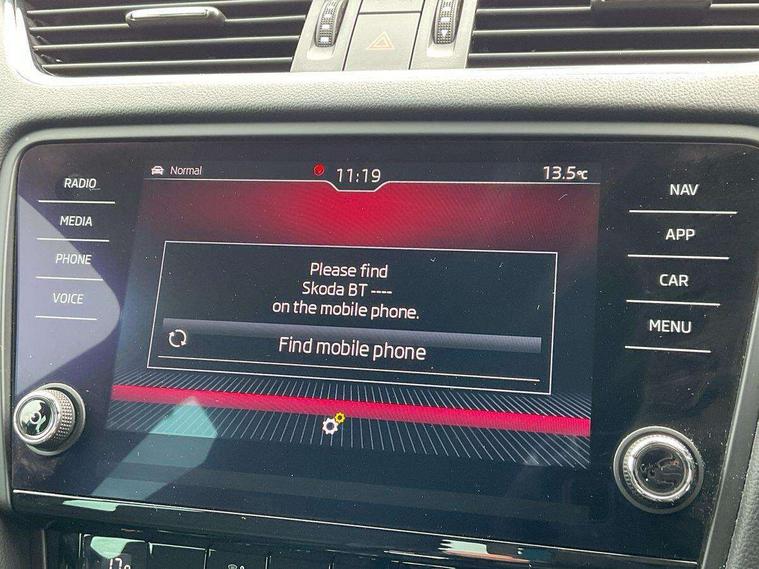 Normal
11:19
13.5°C
RADIO
MEDIA
PHONE
VOICE
NAV
APP
CAR
MENU
Please find
Skoda BT ----
on the mobile phone.
Find mobile phone